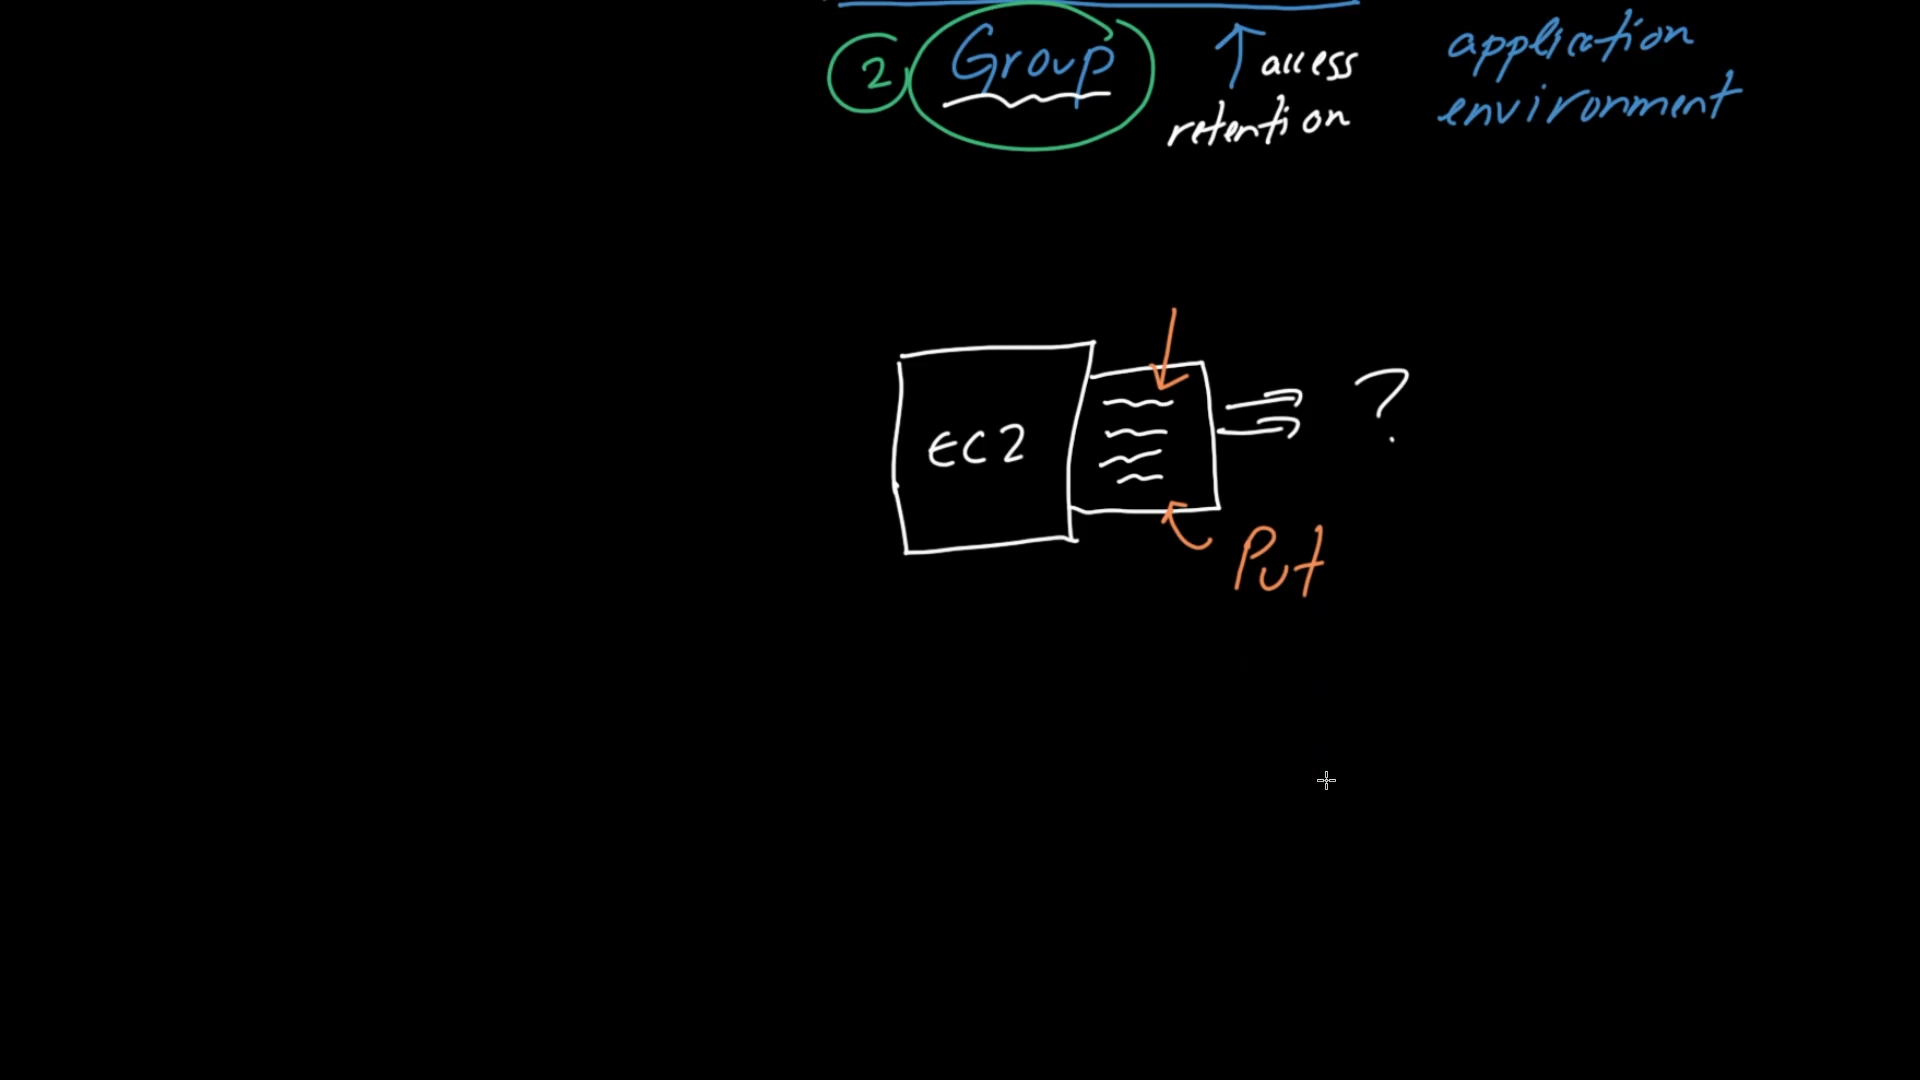 2 Group
access
retention
application
environment
EC2
?
Put